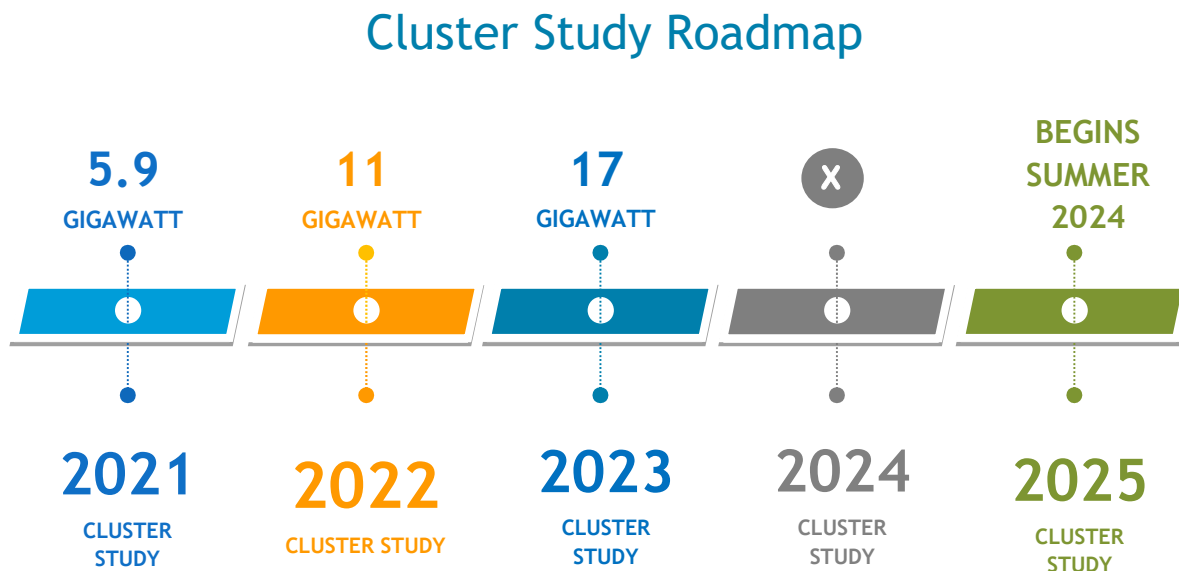 Cluster Study Roadmap
5.9
GIGAWATT
11
GIGAWATT
17
GIGAWATT
X
BEGINS
SUMMER
2024
2021
CLUSTER
STUDY
2022
CLUSTER STUDY
2023
CLUSTER
STUDY
2024
CLUSTER
STUDY
2025
CLUSTER
STUDY